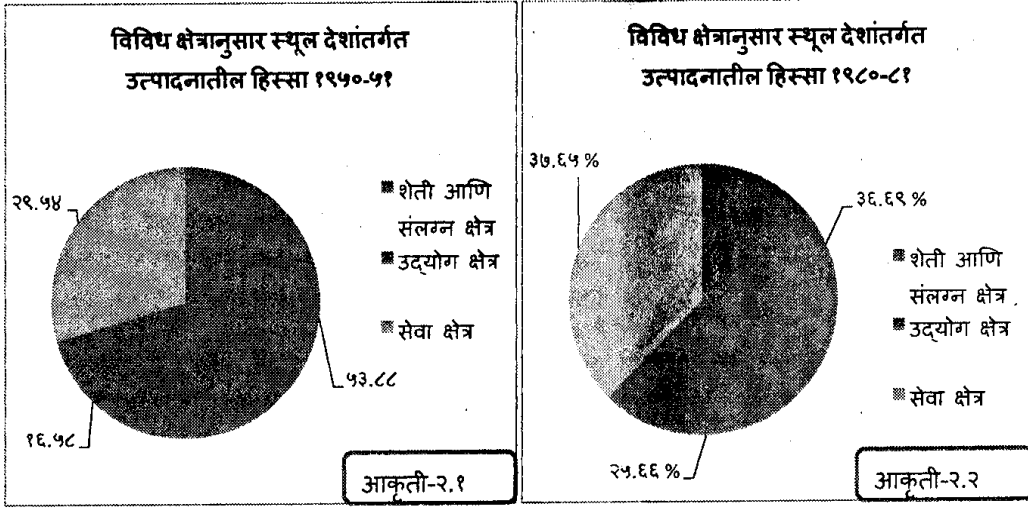 विविध क्षेत्रानुसार स्थूल देशांतर्गत
उत्पादनातील हिस्सा १९५०-५१
२९.५४
१६.५८
५३.८८
शेती आणि
संलग्न क्षेत्र
उद्योग क्षेत्र
सेवा क्षेत्र
आकृती-२.१
विविध क्षेत्रानुसार स्थूल देशांतर्गत
उत्पादनातील हिस्सा १९८०-८१
३७.६५ %
३६.६९ %
२५.६६ %
शेती आणि
संलग्न क्षेत्र
उद्योग क्षेत्र
सेवा क्षेत्र
आकृती-२.२